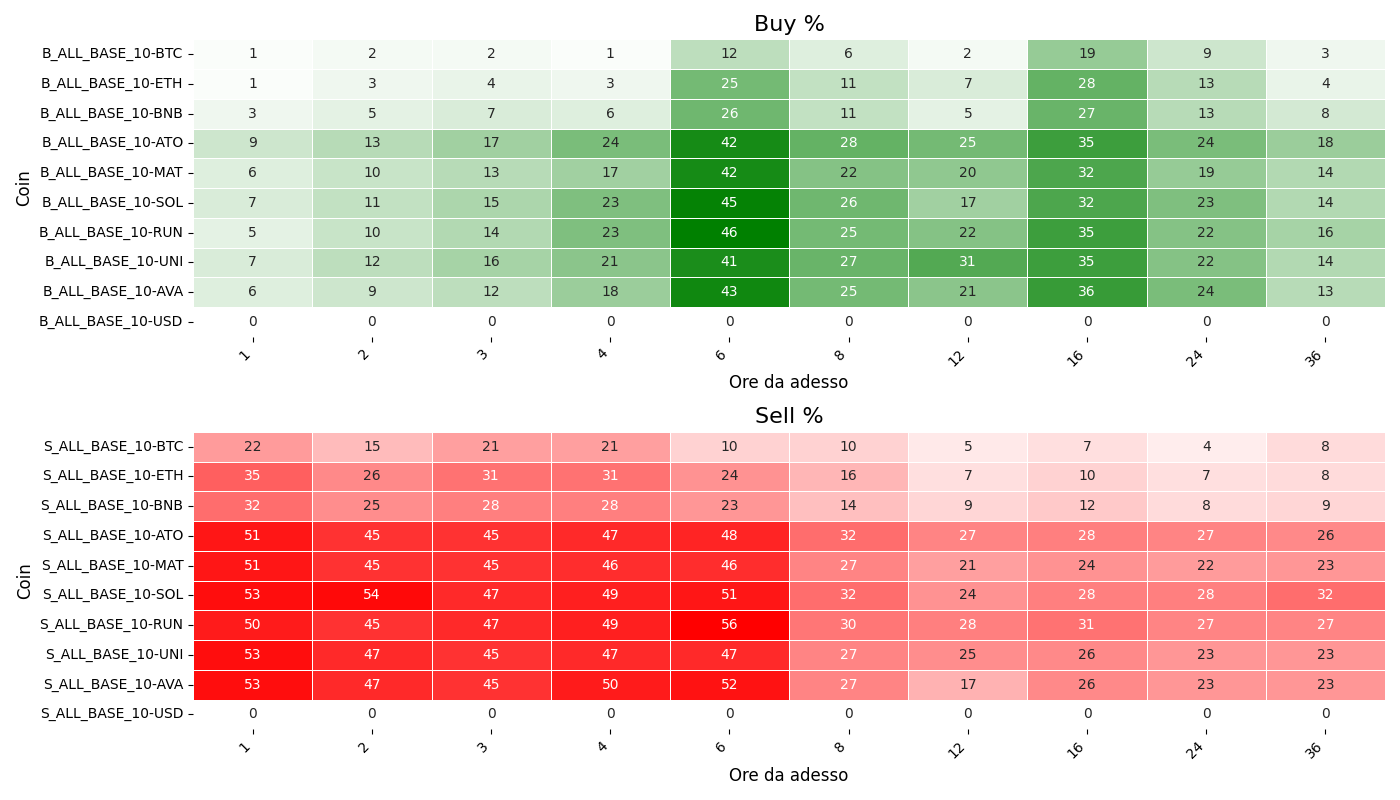 Buy %
Coin
B_ALL_BASE_10-BTC 1 2 2 1 12 6 2 19 9 3
B_ALL_BASE_10-ETH 1 3 4 3 25 11 7 28 13 4
B_ALL_BASE_10-BNB 3 5 7 6 26 11 5 27 13 8
B_ALL_BASE_10-ATO 9 13 17 24 42 28 25 35 24 18
B_ALL_BASE_10-MAT 6 10 13 17 42 22 20 32 19 14
B_ALL_BASE_10-SOL 7 11 15 23 45 26 17 32 23 14
B_ALL_BASE_10-RUN 5 10 14 23 46 25 22 35 22 16
B_ALL_BASE_10-UNI 7 12 16 21 41 27 31 35 22 14
B_ALL_BASE_10-AVA 6 9 12 18 43 25 21 36 24 13
B_ALL_BASE_10-USD 0 0 0 0 0 0 0 0 0 0
1 2 3 4 6 8 12 16 24 36
Ore da adesso
Sell %
Coin
S_ALL_BASE_10-BTC 22 15 21 21 10 10 5 7 4 8
S_ALL_BASE_10-ETH 35 26 31 31 24 16 7 10 7 8
S_ALL_BASE_10-BNB 32 25 28 28 23 14 9 12 8 9
S_ALL_BASE_10-ATO 51 45 45 47 48 32 27 28 27 26
S_ALL_BASE_10-MAT 51 45 45 46 46 27 21 24 22 23
S_ALL_BASE_10-SOL 53 54 47 49 51 32 24 28 28 32
S_ALL_BASE_10-RUN 50 45 47 49 56 30 28 31 27 27
S_ALL_BASE_10-UNI 53 47 45 47 47 27 25 26 23 23
S_ALL_BASE_10-AVA 53 47 45 50 52 27 17 26 23 23
S_ALL_BASE_10-USD 0 0 0 0 0 0 0 0 0 0
1 2 3 4 6 8 12 16 24 36
Ore da adesso